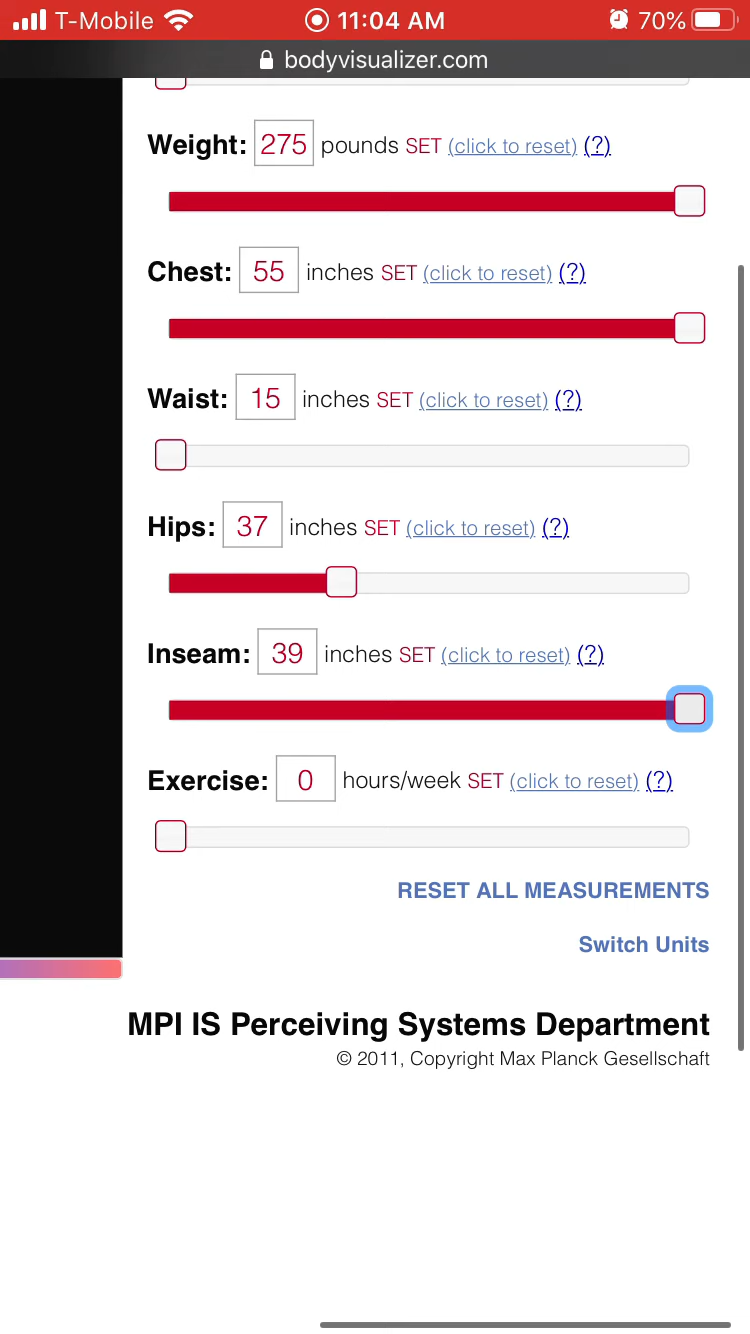 T-Mobile 11:04 AM 70%
bodyvisualizer.com
Weight: 275 pounds SET (click to reset) (?)
Chest: 55 inches SET (click to reset) (?)
Waist: 15 inches SET (click to reset) (?)
Hips: 37 inches SET (click to reset) (?)
Inseam: 39 inches SET (click to reset) (?)
Exercise: 0 hours/week SET (click to reset) (?)
RESET ALL MEASUREMENTS
Switch Units
MPI IS Perceiving Systems Department
© 2011, Copyright Max Planck Gesellschaft